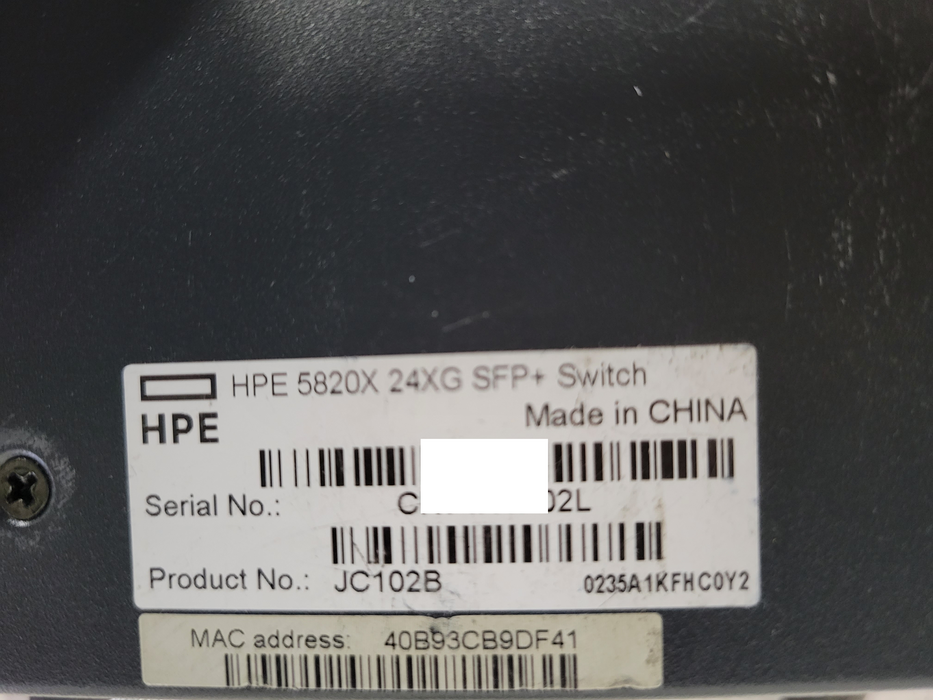 HPE 5820X 24XG SFP+ Switch
HPE
Made in CHINA
Serial No.:
Product No.: JC102B 0235A1KFHC0Y2
MAC address: 40B93CB9DF41